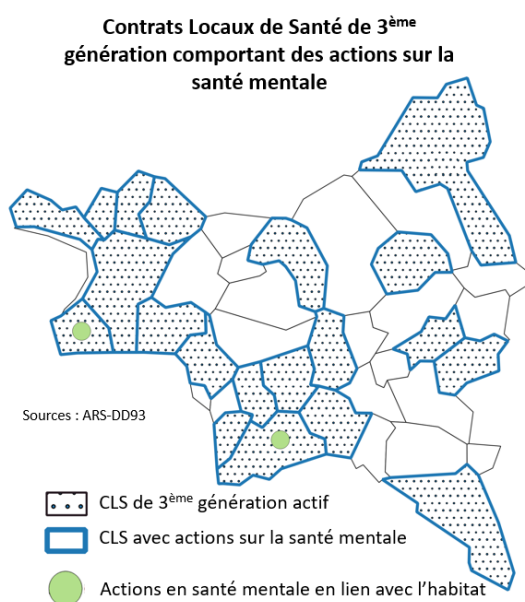 Contrats Locaux de Santé de 3ème
génération comportant des actions sur la
santé mentale
Sources : ARS-DD93
CLS de 3ème génération actif
CLS avec actions sur la santé mentale
Actions en santé mentale en lien avec l'habitat